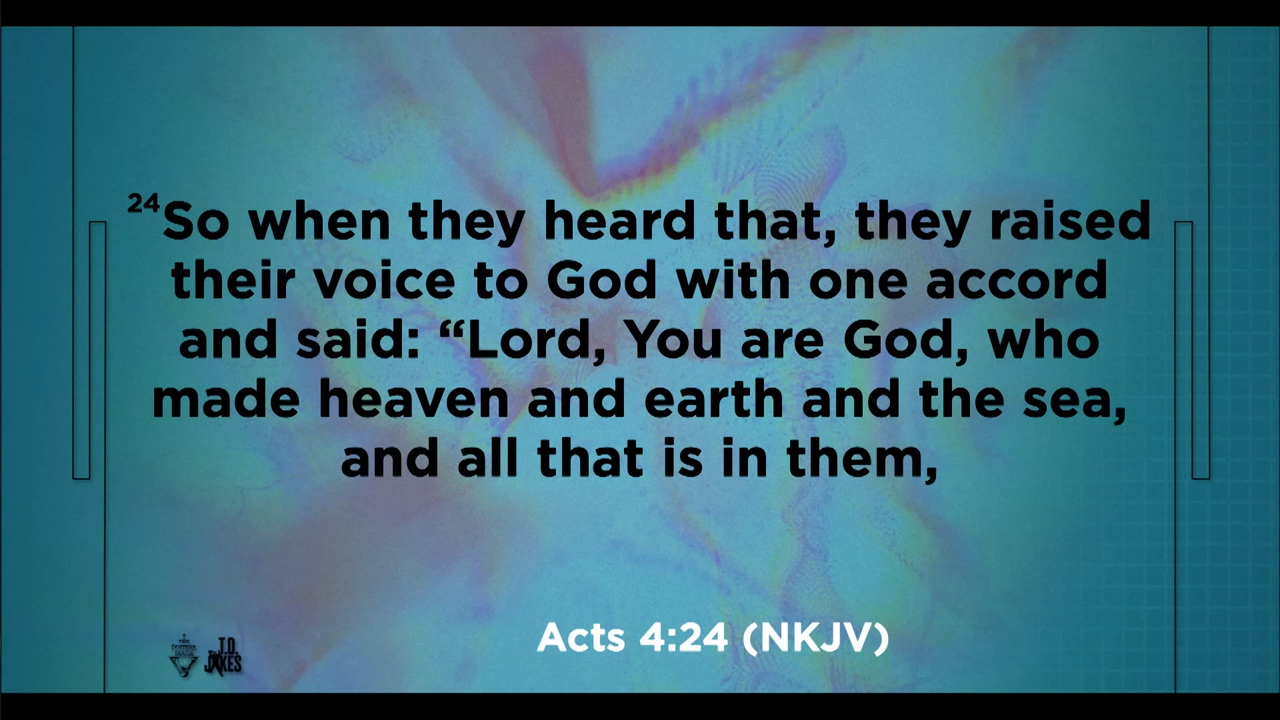 24So when they heard that, they raised
their voice to God with one accord
and said: “Lord, You are God, who
made heaven and earth and the sea,
and all that is in them,
Acts 4:24 (NKJV)
T.D.
JAKES